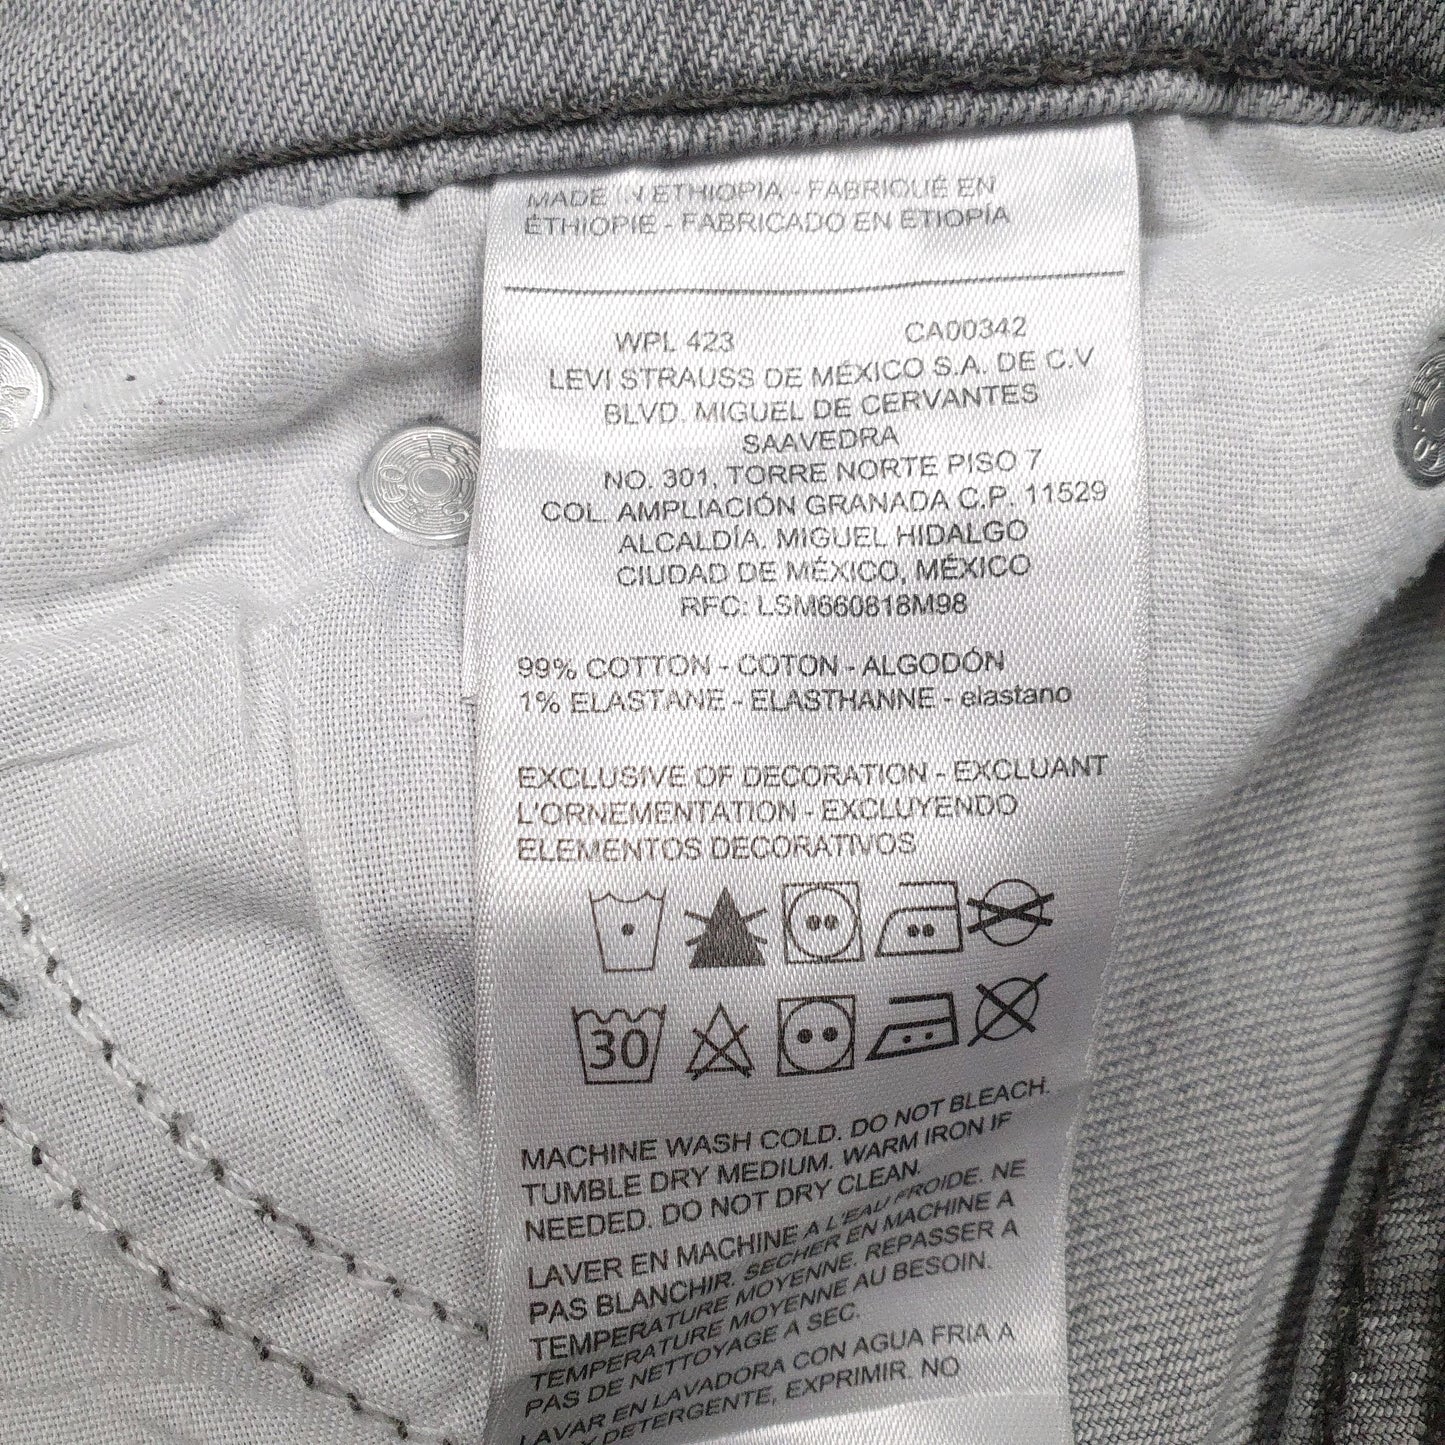 MADE IN ETHIOPIA - FABRIQUÉ EN
ÉTHIOPIE - FABRICADO EN ETIOPÍA
WPL 423 CA00342
LEVI STRAUSS DE MÉXICO S.A. DE C.V
BLVD. MIGUEL DE CERVANTES
SAAVEDRA
NO. 301, TORRE NORTE PISO 7
COL. AMPLIACIÓN GRANADA C.P. 11529
ALCALDÍA. MIGUEL HIDALGO
CIUDAD DE MÉXICO, MÉXICO
RFC: LSM660818M98
99% COTTON - COTON - ALGODÓN
1% ELASTANE - ELASTHANNE - elastano
EXCLUSIVE OF DECORATION - EXCLUANT
L'ORNEMENTATION - EXCLUYENDO
ELEMENTOS DECORATIVOS
30
MACHINE WASH COLD. DO NOT BLEACH.
TUMBLE DRY MEDIUM. WARM IRON IF
NEEDED. DO NOT DRY CLEAN.
LAVER EN MACHINE A L'EAU FROIDE. NE
PAS BLANCHIR. SECHER EN MACHINE A
TEMPERATURE MOYENNE. REPASSER A
TEMPERATURE MOYENNE AU BESOIN.
PAS DE NETTOYAGE A SEC.
LAVAR EN LAVADORA CON AGUA FRIA A
Y DETERGENTE, EXPRIMIR. NO